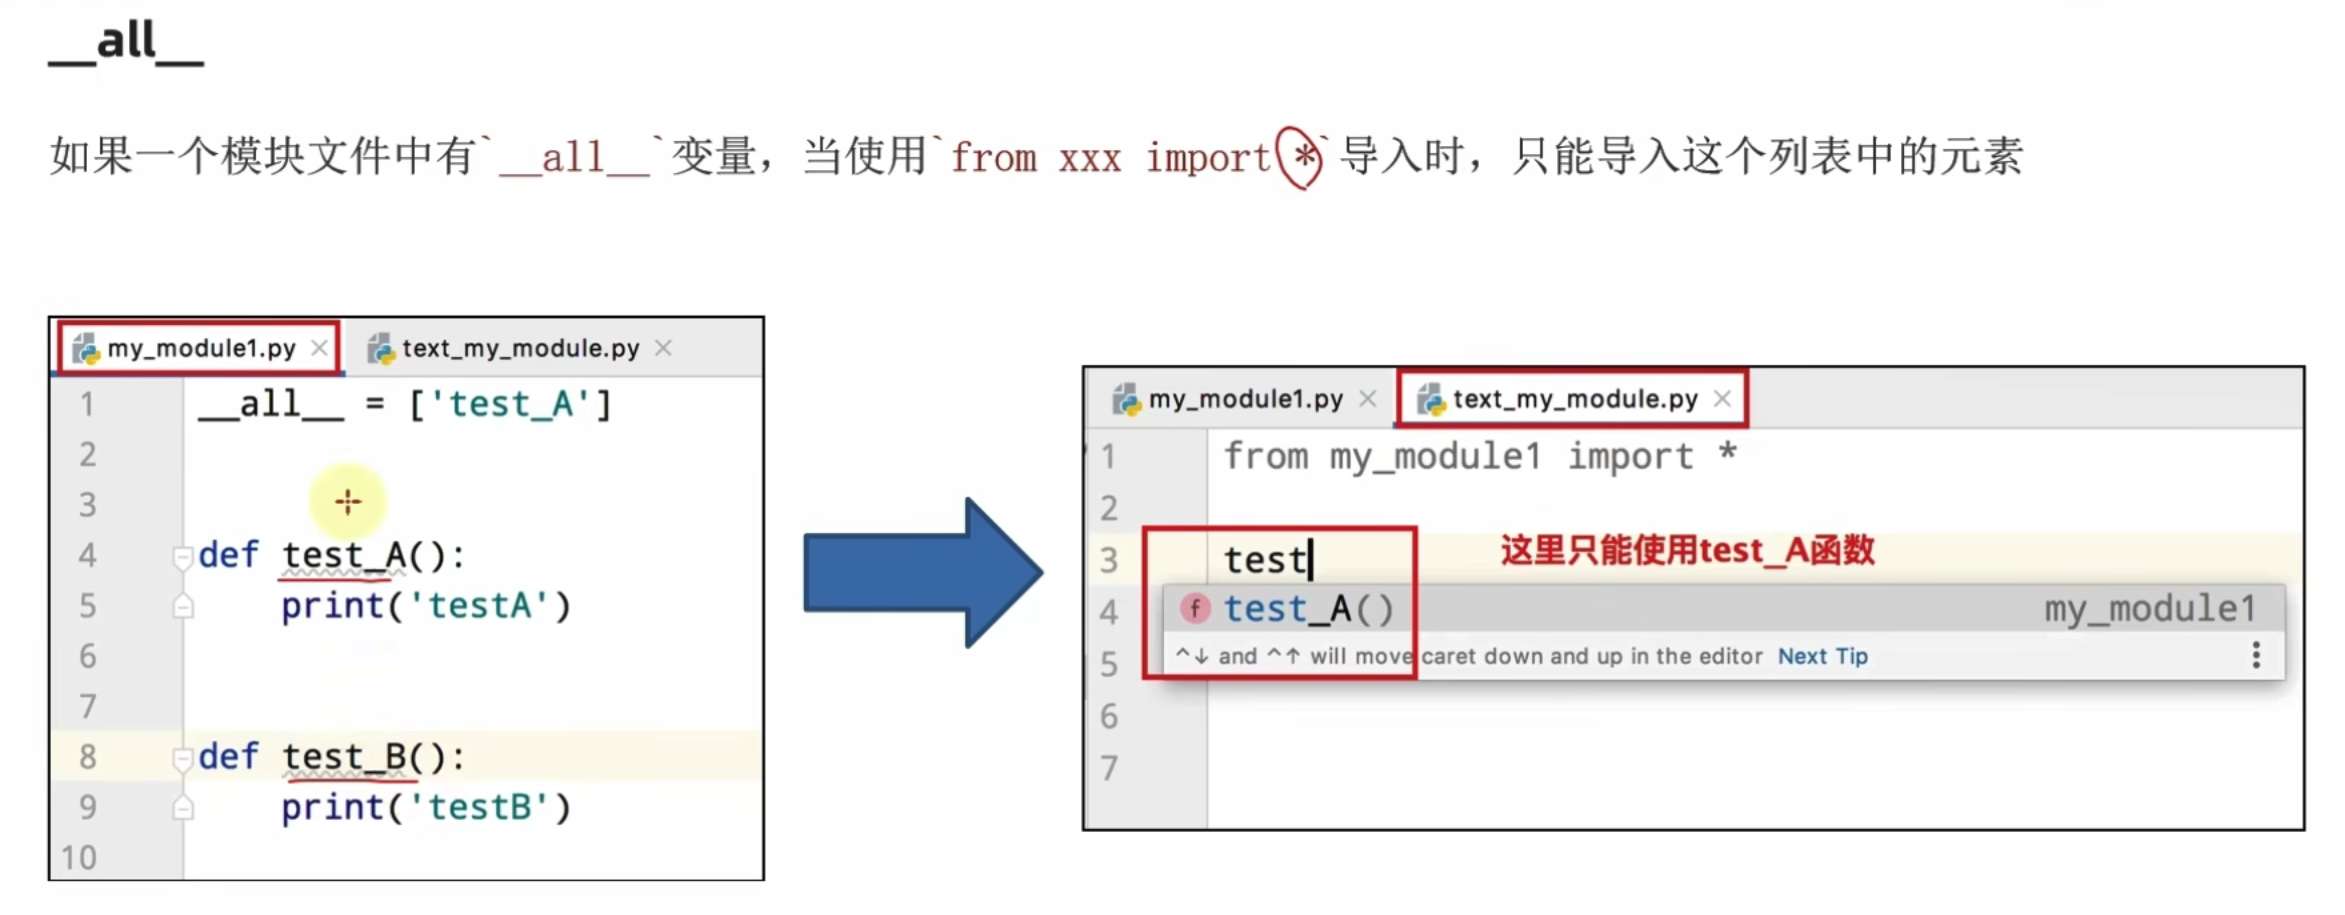 __all__
如果一个模块文件中有`__all__`变量，当使用`from xxx import *`导入时，只能导入这个列表中的元素
my_module1.py × text_my_module.py ×
1 __all__ = ['test_A']
2
3
4 def test_A():
5 print('testA')
6
7
8 def test_B():
9 print('testB')
10
my_module1.py × text_my_module.py ×
1 from my_module1 import *
2
3 test 这里只能使用test_A函数
4 f test_A() my_module1
5 ^↓ and ^↑ will move caret down and up in the editor Next Tip
6
7